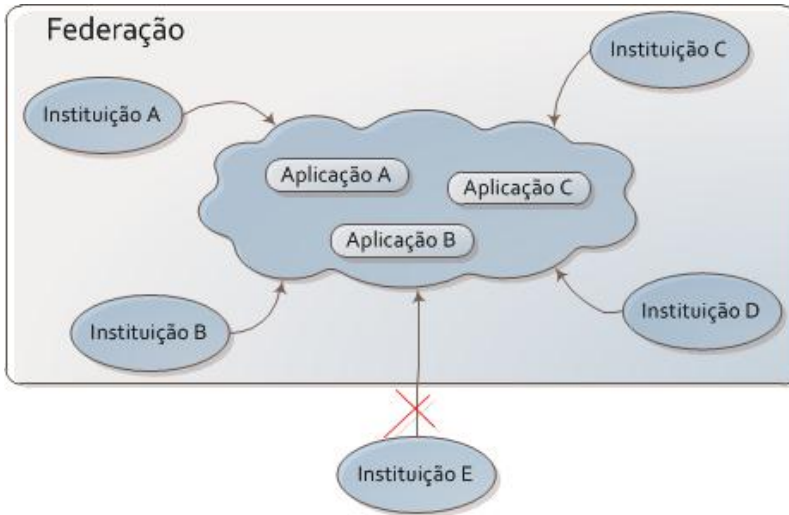 Federação
Instituição C
Instituição A
Aplicação A
Aplicação C
Aplicação B
Instituição B
Instituição D
Instituição E